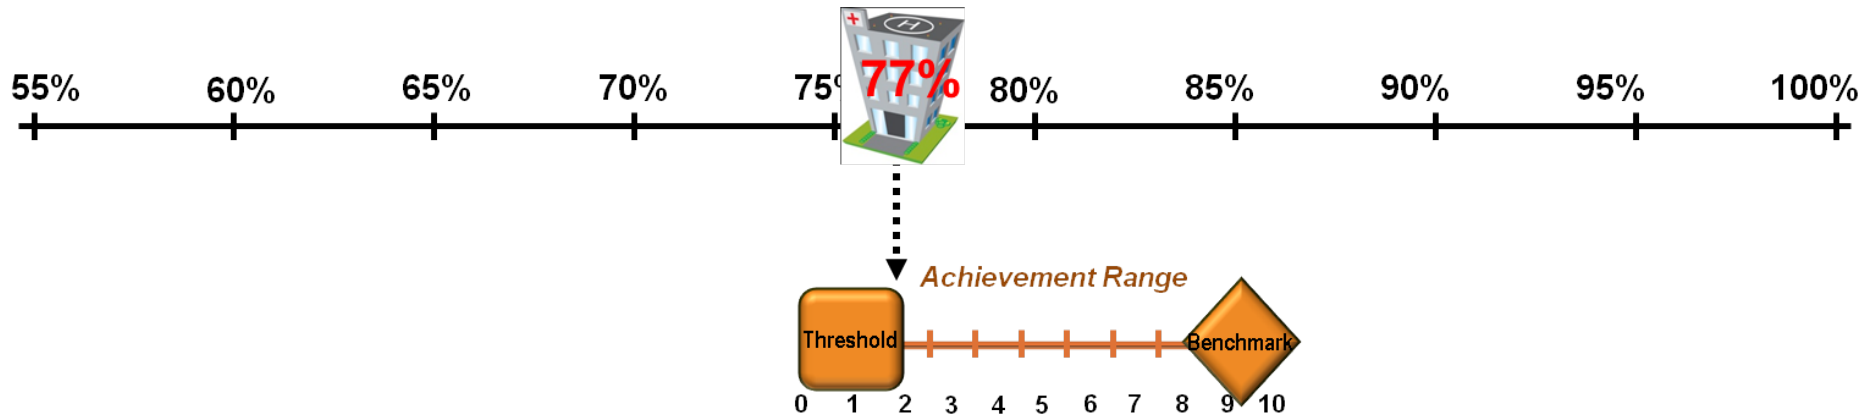 55% 60% 65% 70% 75% 77% 80% 85% 90% 95% 100%
H
Achievement Range
Threshold Benchmark
0 1 2 3 4 5 6 7 8 9 10